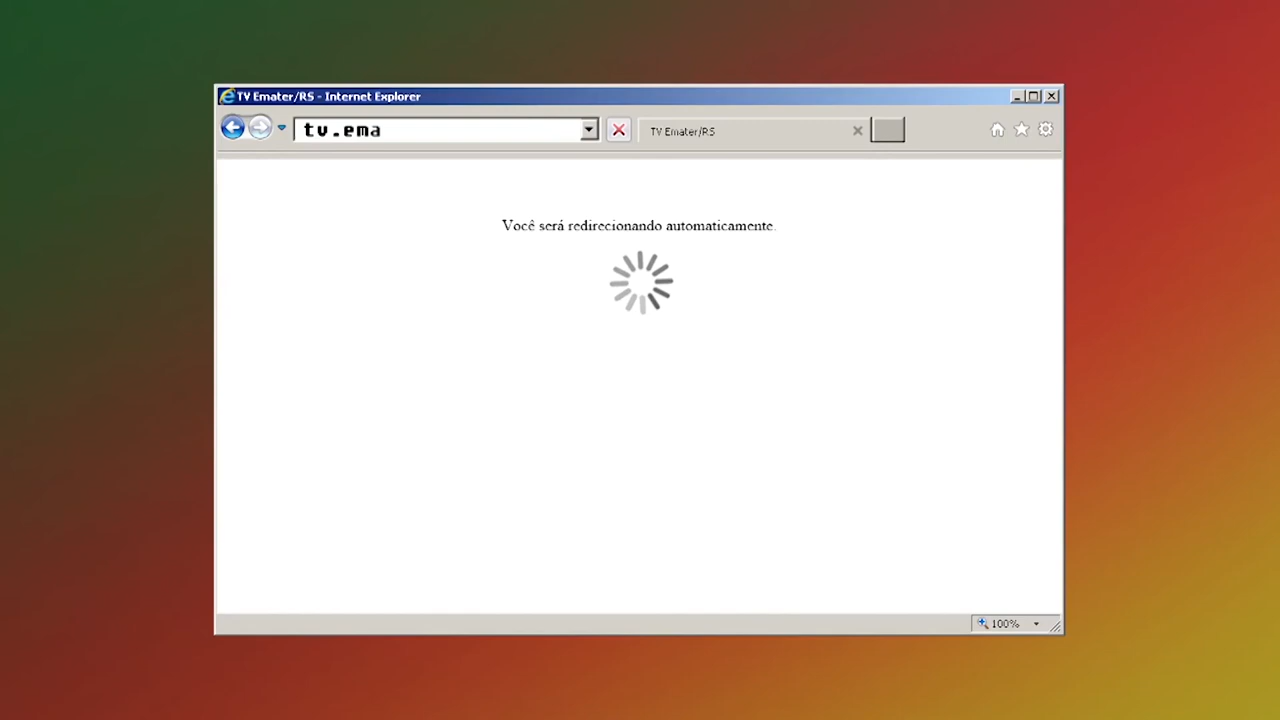 TV Emater/RS - Internet Explorer
tv.ema
TV Emater/RS
Você será redirecionando automaticamente.
100%